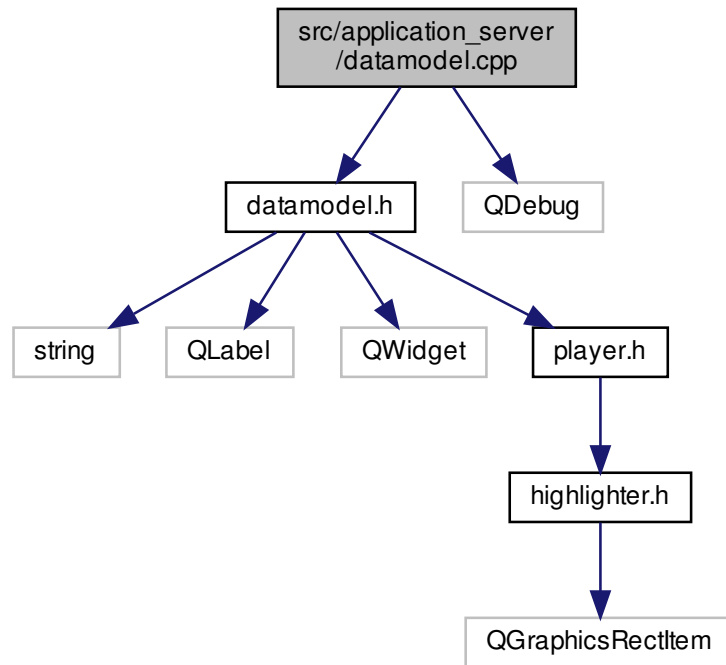 src/application_server
/datamodel.cpp
datamodel.h
QDebug
string
QLabel
QWidget
player.h
highlighter.h
QGraphicsRectItem